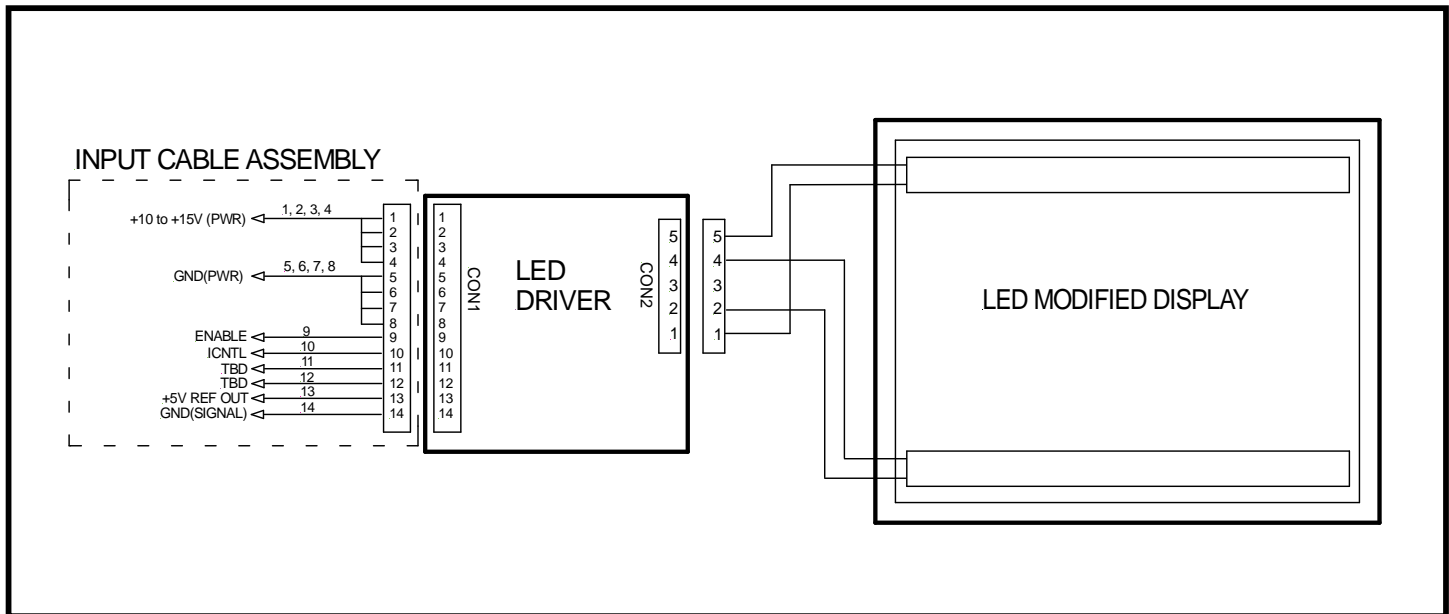 INPUT CABLE ASSEMBLY
+10 to +15V (PWR) 1, 2, 3, 4
GND(PWR) 5, 6, 7, 8
ENABLE 9
ICNTL 10
TBD 11
TBD 12
+5V REF OUT 13
GND(SIGNAL) 14
1
2
3
4
5
6
7
8
9
10
11
12
13
14
1
2
3
4
5
6
7
8
9
10
11
12
13
14
CON1
LED
DRIVER
CON2
5
4
3
2
1
5
4
3
2
1
LED MODIFIED DISPLAY